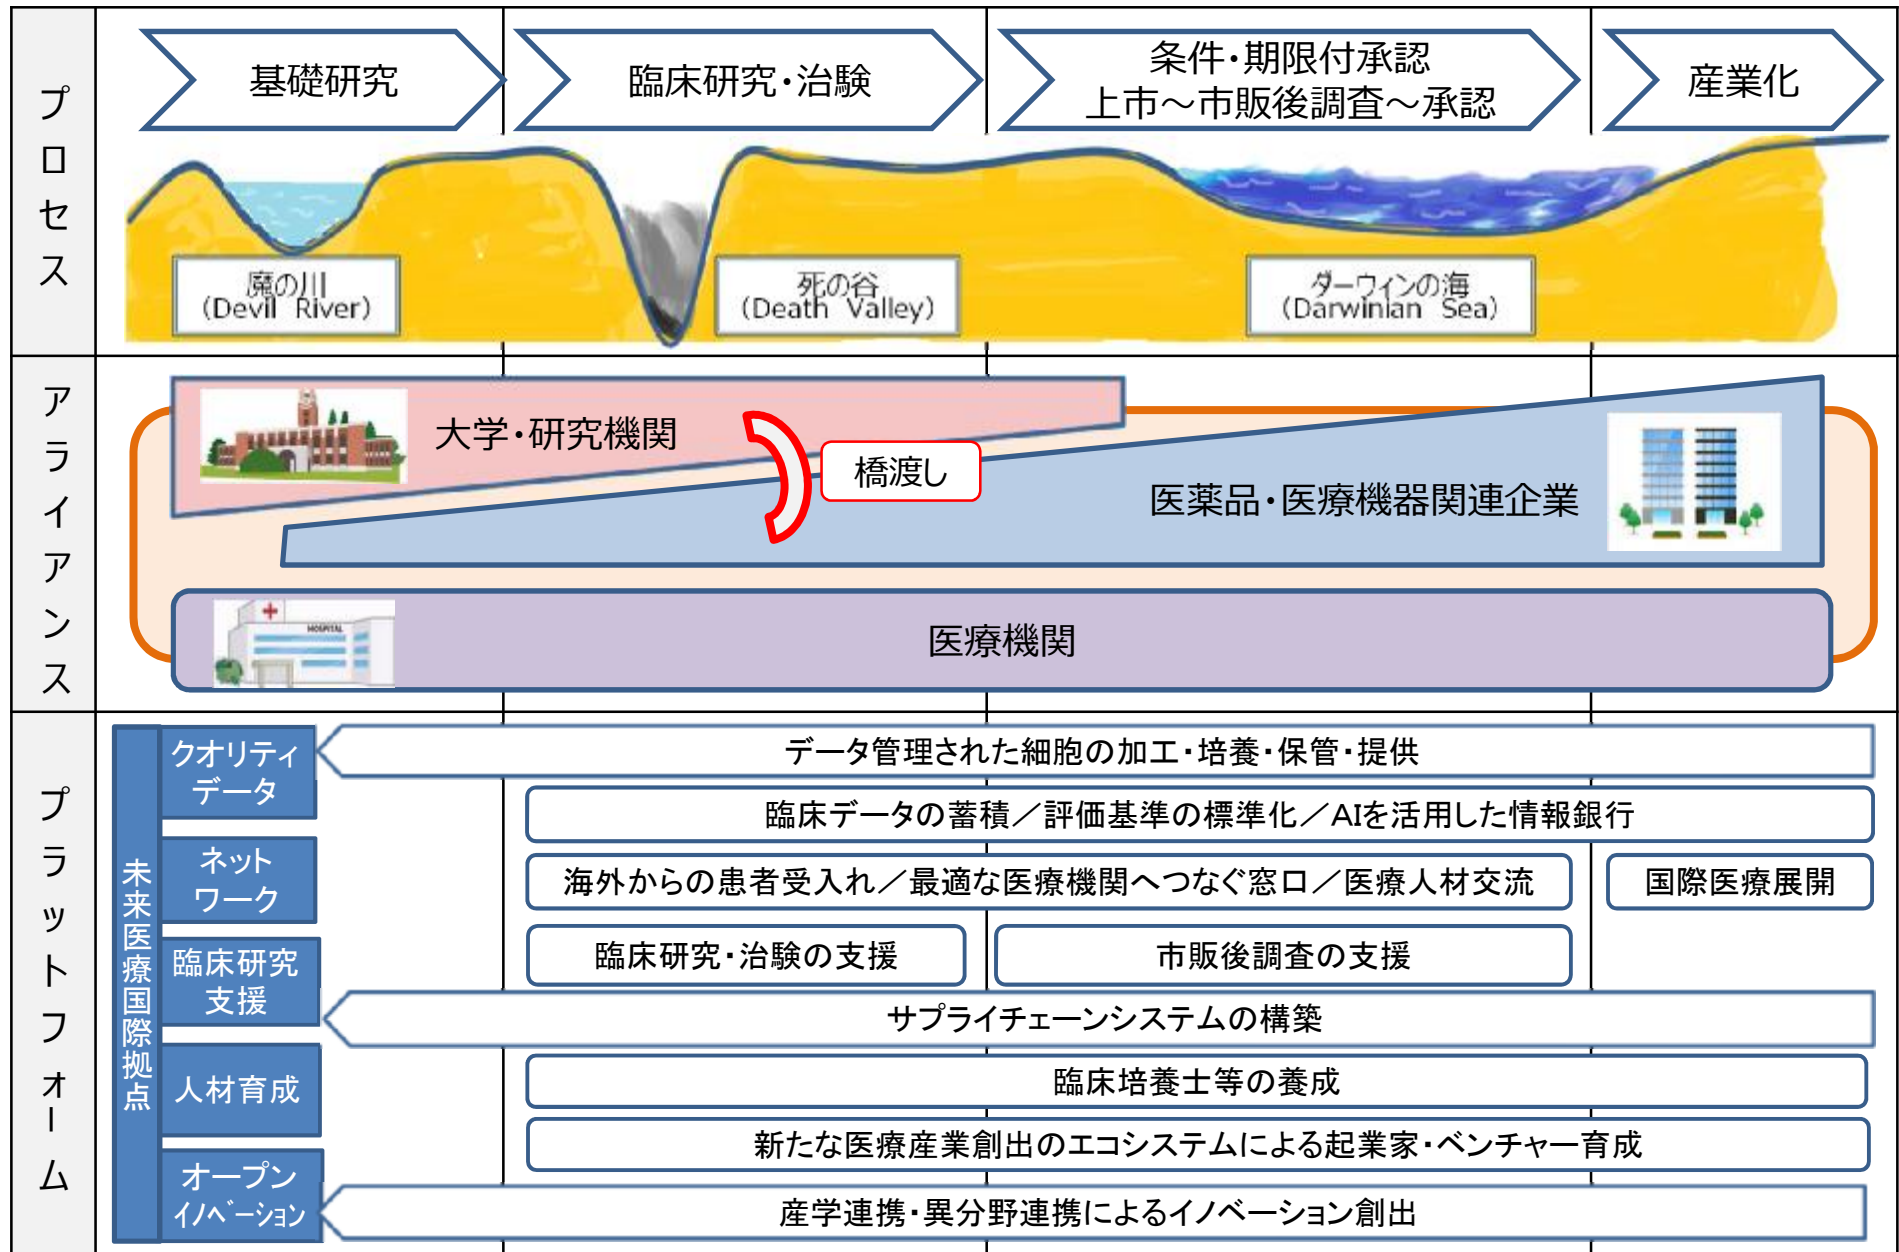 プロセス
基礎研究
臨床研究・治験
条件・期限付承認
上市～市販後調査～承認
産業化
魔の川
(Devil River)
死の谷
(Death Valley)
ダーウィンの海
(Darwinian Sea)
アライアンス
大学・研究機関
橋渡し
医薬品・医療機器関連企業
HOSPITAL
医療機関
プラットフォーム
未来医療国際拠点
クオリティ
データ
データ管理された細胞の加工・培養・保管・提供
臨床データの蓄積／評価基準の標準化／AIを活用した情報銀行
ネット
ワーク
海外からの患者受入れ／最適な医療機関へつなぐ窓口／医療人材交流
国際医療展開
臨床研究
支援
臨床研究・治験の支援
市販後調査の支援
サプライチェーンシステムの構築
人材育成
臨床培養士等の養成
新たな医療産業創出のエコシステムによる起業家・ベンチャー育成
オープン
イノベーション
産学連携・異分野連携によるイノベーション創出